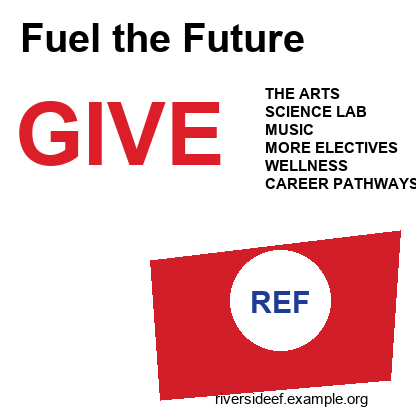 Fuel the Future
GIVE
THE ARTS
SCIENCE LAB
MUSIC
MORE ELECTIVES
WELLNESS
CAREER PATHWAYS
REF
riversideef.example.org